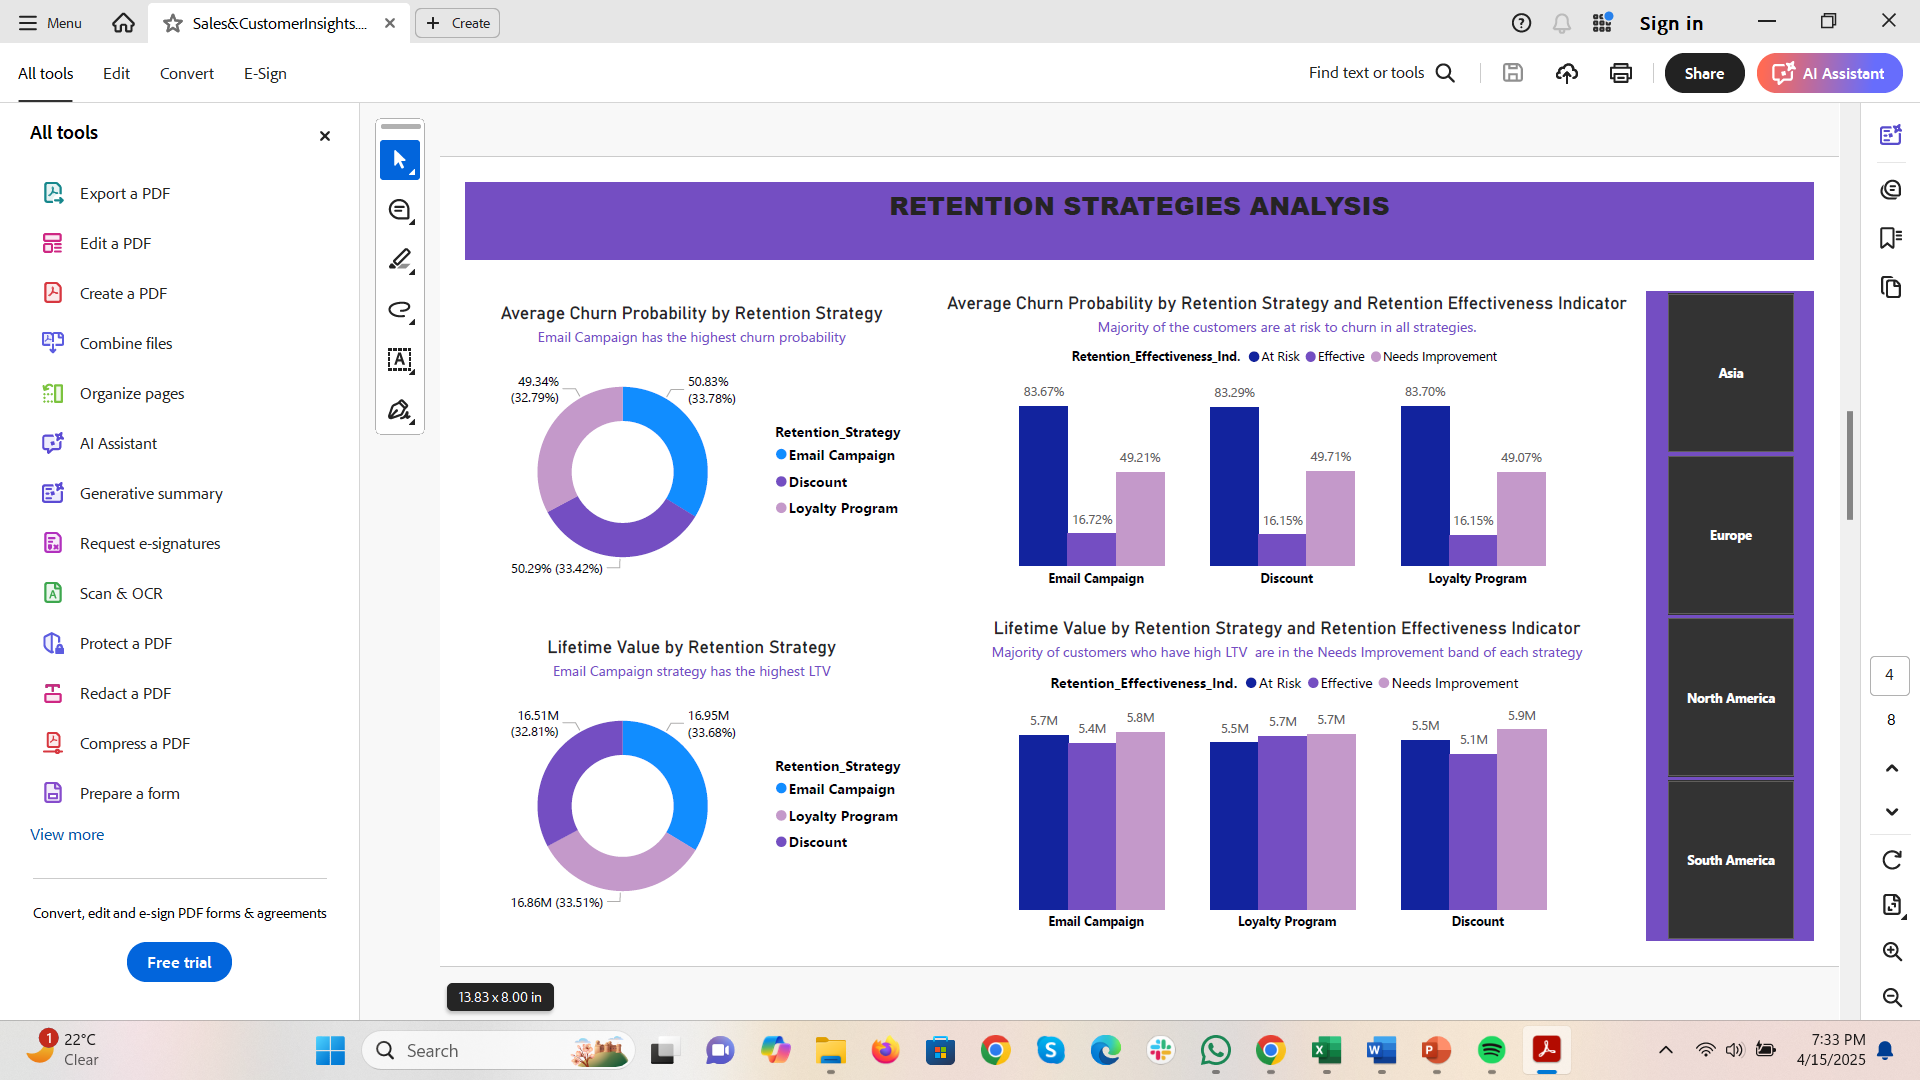 Menu
Sales&CustomerInsights....
Create
Sign in
All tools
Edit
Convert
E-Sign
Find text or tools
Share
AI Assistant
All tools
Export a PDF
Edit a PDF
Create a PDF
Combine files
Organize pages
AI Assistant
Generative summary
Request e-signatures
Scan & OCR
Protect a PDF
Redact a PDF
Compress a PDF
Prepare a form
View more
Convert, edit and e-sign PDF forms & agreements
Free trial
RETENTION STRATEGIES ANALYSIS
Average Churn Probability by Retention Strategy
Email Campaign has the highest churn probability
49.34%
(32.79%)
50.83%
(33.78%)
50.29% (33.42%)
Retention_Strategy
Email Campaign
Discount
Loyalty Program
Average Churn Probability by Retention Strategy and Retention Effectiveness Indicator
Majority of the customers are at risk to churn in all strategies.
Retention_Effectiveness_Ind. At Risk Effective Needs Improvement
83.67%
16.72%
49.21%
83.29%
16.15%
49.71%
83.70%
16.15%
49.07%
Email Campaign
Discount
Loyalty Program
Lifetime Value by Retention Strategy
Email Campaign strategy has the highest LTV
16.51M
(32.81%)
16.95M
(33.68%)
16.86M (33.51%)
Retention_Strategy
Email Campaign
Loyalty Program
Discount
Lifetime Value by Retention Strategy and Retention Effectiveness Indicator
Majority of customers who have high LTV are in the Needs Improvement band of each strategy
Retention_Effectiveness_Ind. At Risk Effective Needs Improvement
5.7M
5.4M
5.8M
5.5M
5.7M
5.7M
5.5M
5.1M
5.9M
Email Campaign
Loyalty Program
Discount
Asia
Europe
North America
South America
4
8
13.83 x 8.00 in
1
22°C
Clear
Search
7:33 PM
4/15/2025